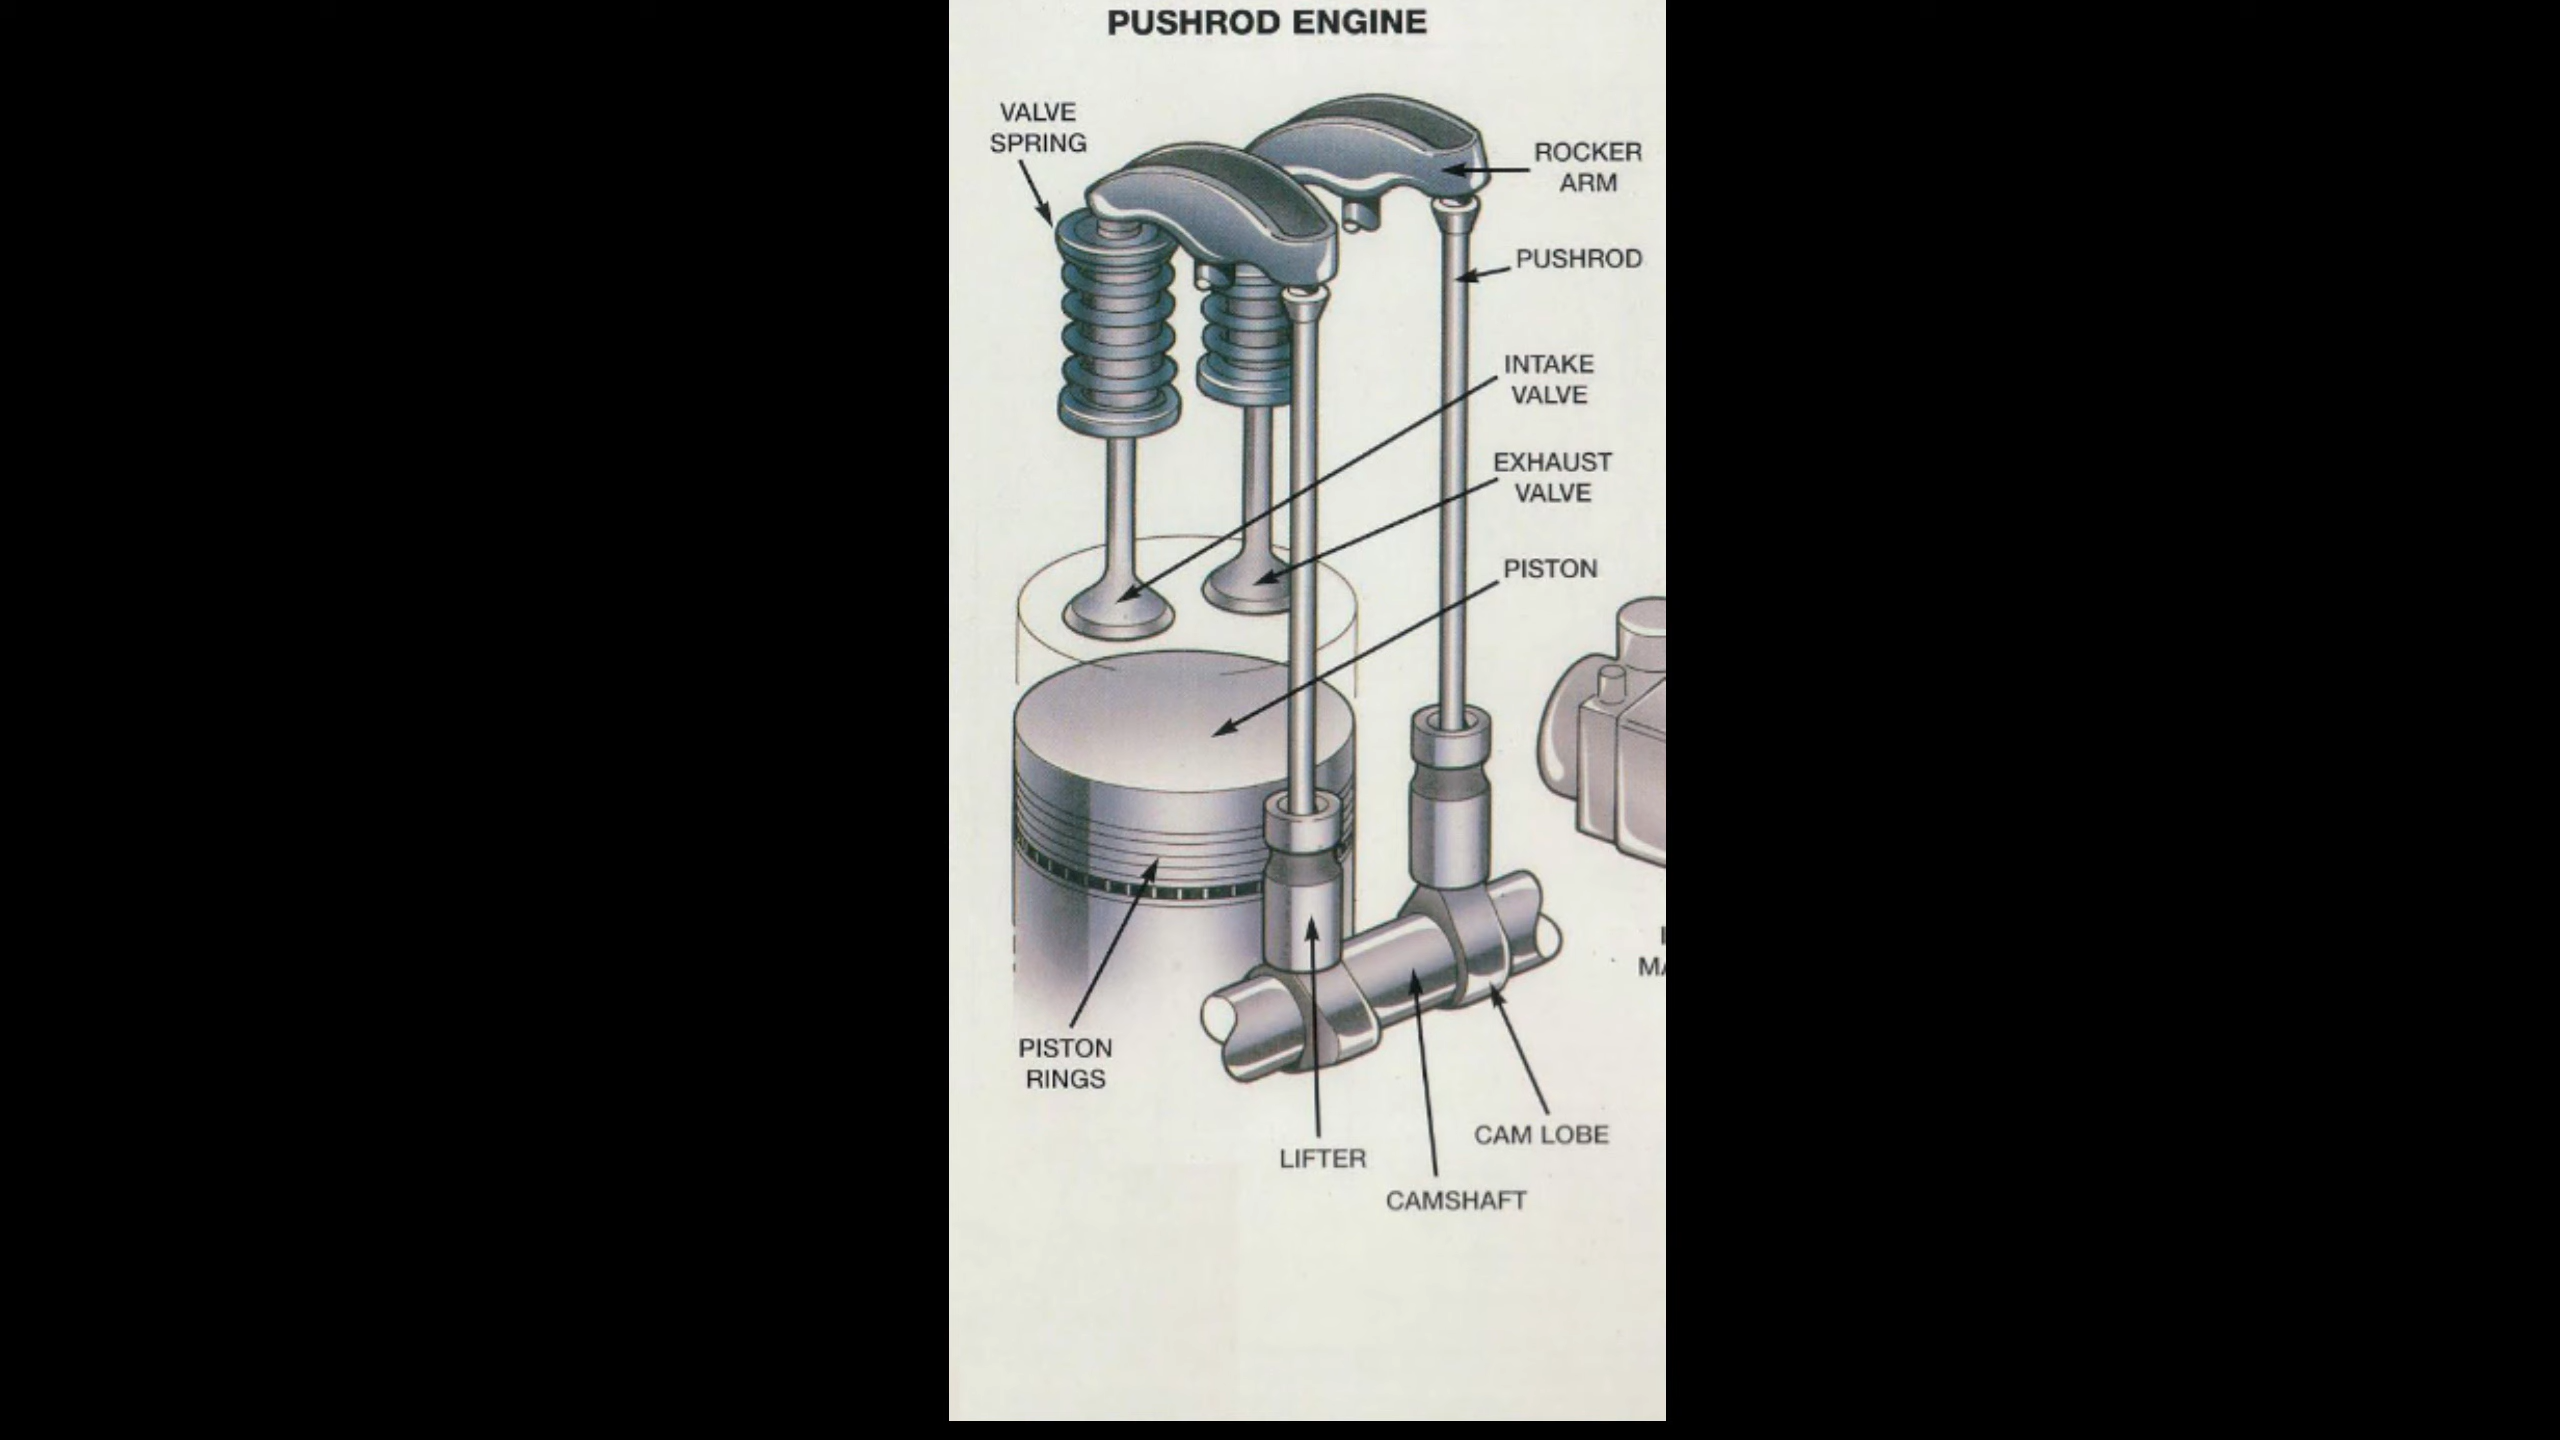 PUSHROD ENGINE
VALVE
SPRING
ROCKER
ARM
PUSHROD
INTAKE
VALVE
EXHAUST
VALVE
PISTON
PISTON
RINGS
LIFTER
CAMSHAFT
CAM LOBE